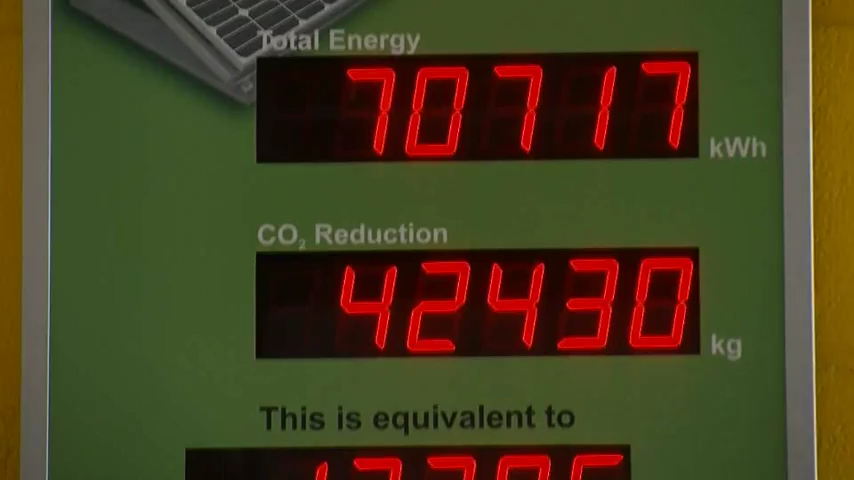 Total Energy
70717 kWh
CO₂ Reduction
42430 kg
This is equivalent to